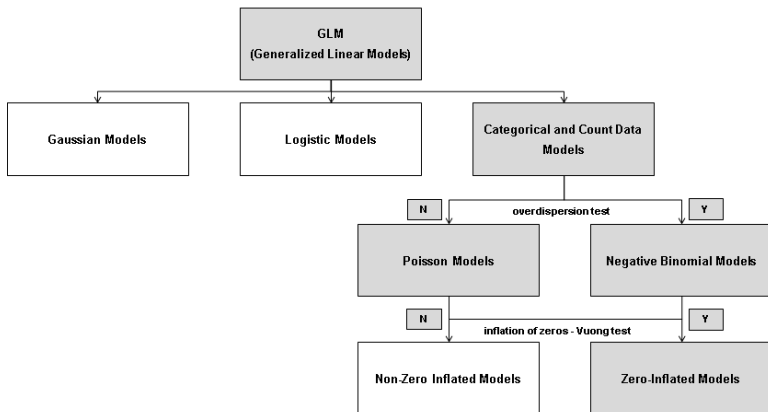 GLM
(Generalized Linear Models)
Gaussian Models
Logistic Models
Categorical and Count Data
Models
N
overdispersion test
Y
Poisson Models
Negative Binomial Models
N
inflation of zeros - Vuong test
Y
Non-Zero Inflated Models
Zero-Inflated Models